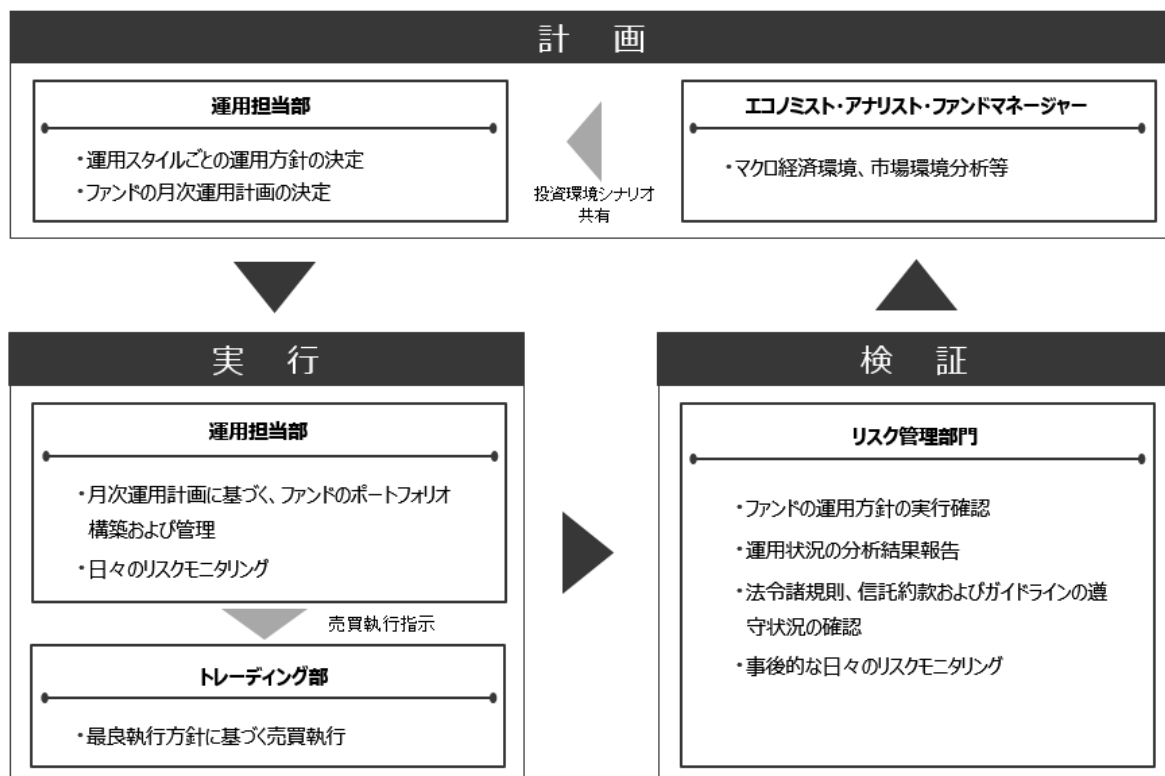 計　画
運用担当部
・運用スタイルごとの運用方針の決定
・ファンドの月次運用計画の決定
投資環境シナリオ
共有
エコノミスト・アナリスト・ファンドマネージャー
・マクロ経済環境、市場環境分析等
実　行
運用担当部
・月次運用計画に基づく、ファンドのポートフォリオ
構築および管理
・日々のリスクモニタリング
売買執行指示
トレーディング部
・最良執行方針に基づく売買執行
検　証
リスク管理部門
・ファンドの運用方針の実行確認
・運用状況の分析結果報告
・法令諸規則、信託約款およびガイドラインの遵
守状況の確認
・事後的な日々のリスクモニタリング